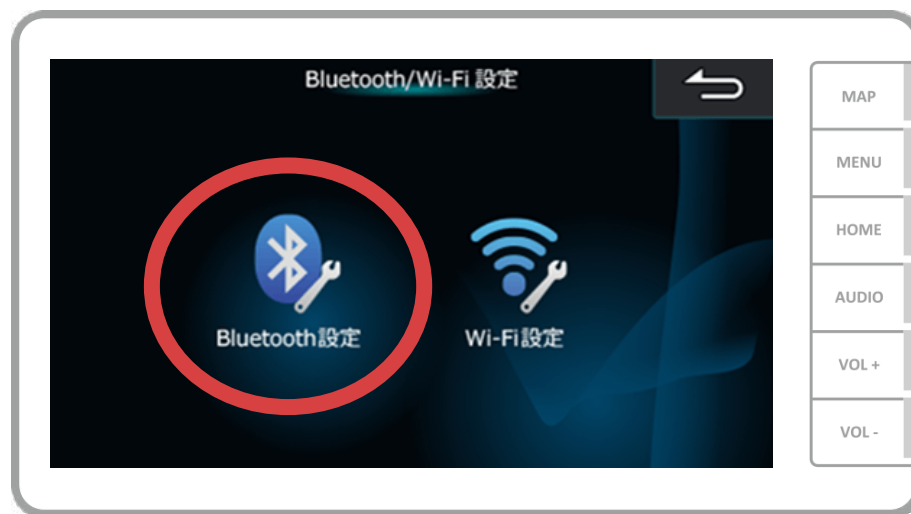 Bluetooth/Wi-Fi 設定
Bluetooth設定
Wi-Fi設定
MAP
MENU
HOME
AUDIO
VOL +
VOL -